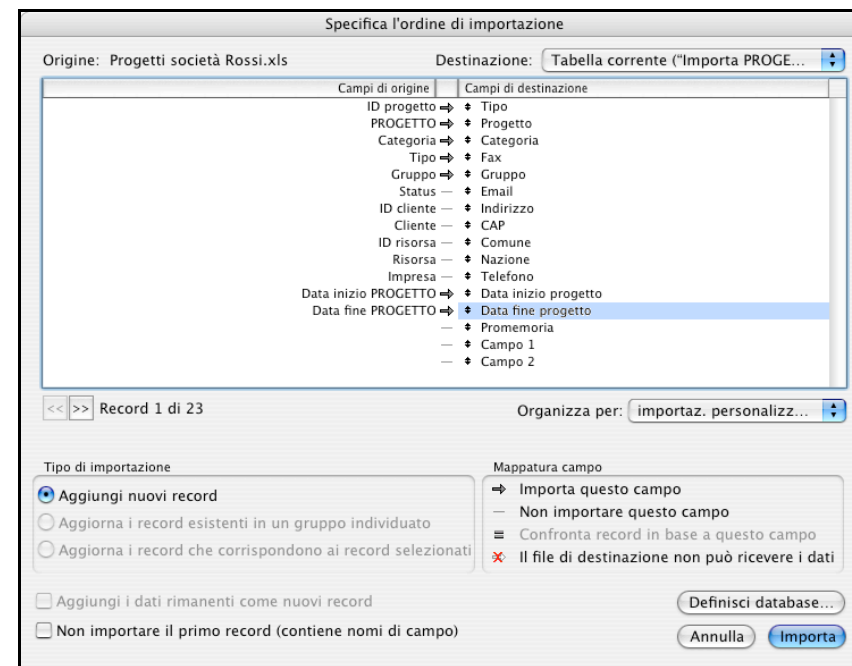 Specifica l'ordine di importazione
Origine: Progetti società Rossi.xls Destinazione: Tabella corrente (“Importa PROGE...
Campi di origine Campi di destinazione
ID progetto Tipo
PROGETTO Progetto
Categoria Categoria
Tipo Fax
Gruppo Gruppo
Status — Email
ID cliente — Indirizzo
Cliente — CAP
ID risorsa — Comune
Risorsa — Nazione
Impresa — Telefono
Data inizio PROGETTO Data inizio progetto
Data fine PROGETTO Data fine progetto
— Promemoria
— Campo 1
— Campo 2
<< >> Record 1 di 23 Organizza per: importaz. personalizz...
Tipo di importazione
Aggiungi nuovi record
Aggiorna i record esistenti in un gruppo individuato
Aggiorna i record che corrispondono ai record selezionati
Mappatura campo
Importa questo campo
— Non importare questo campo
Confronta record in base a questo campo
Il file di destinazione non può ricevere i dati
Aggiungi i dati rimanenti come nuovi record
Non importare il primo record (contiene nomi di campo)
Definisci database...
Annulla Importa